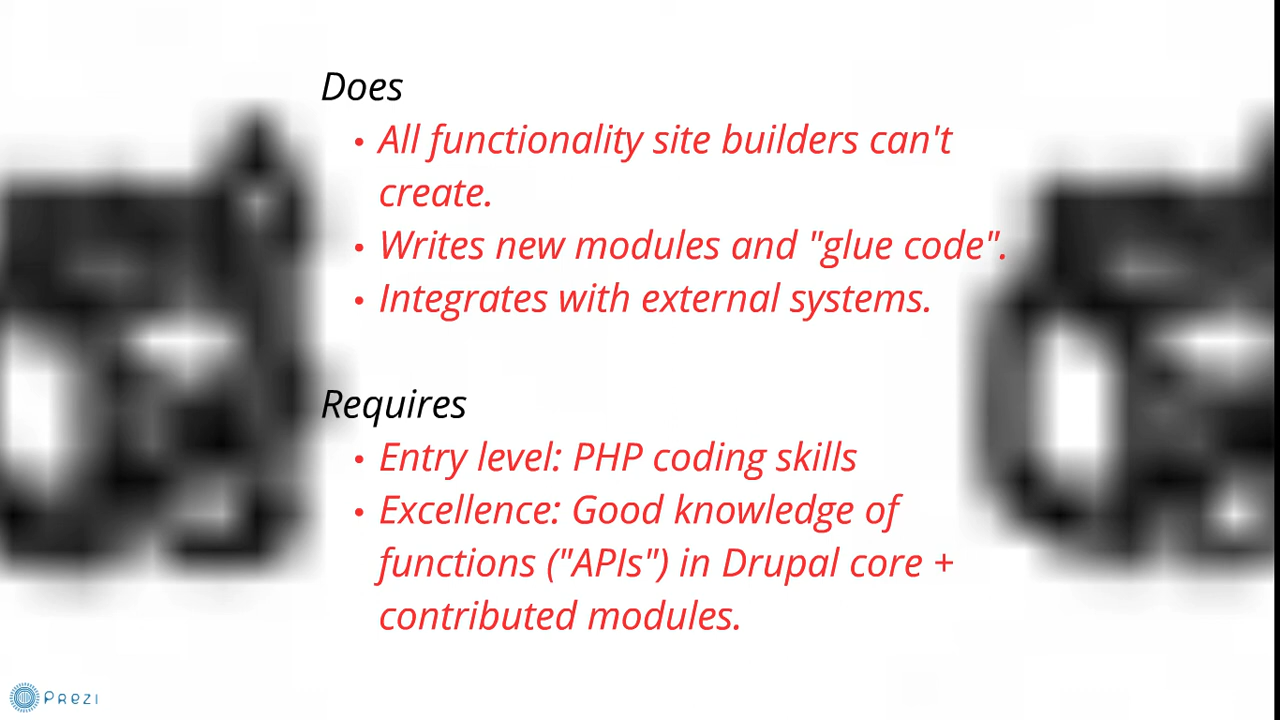 Does
• All functionality site builders can't
create.
• Writes new modules and "glue code".
• Integrates with external systems.
Requires
• Entry level: PHP coding skills
• Excellence: Good knowledge of
functions ("APIs") in Drupal core +
contributed modules.
Prezi